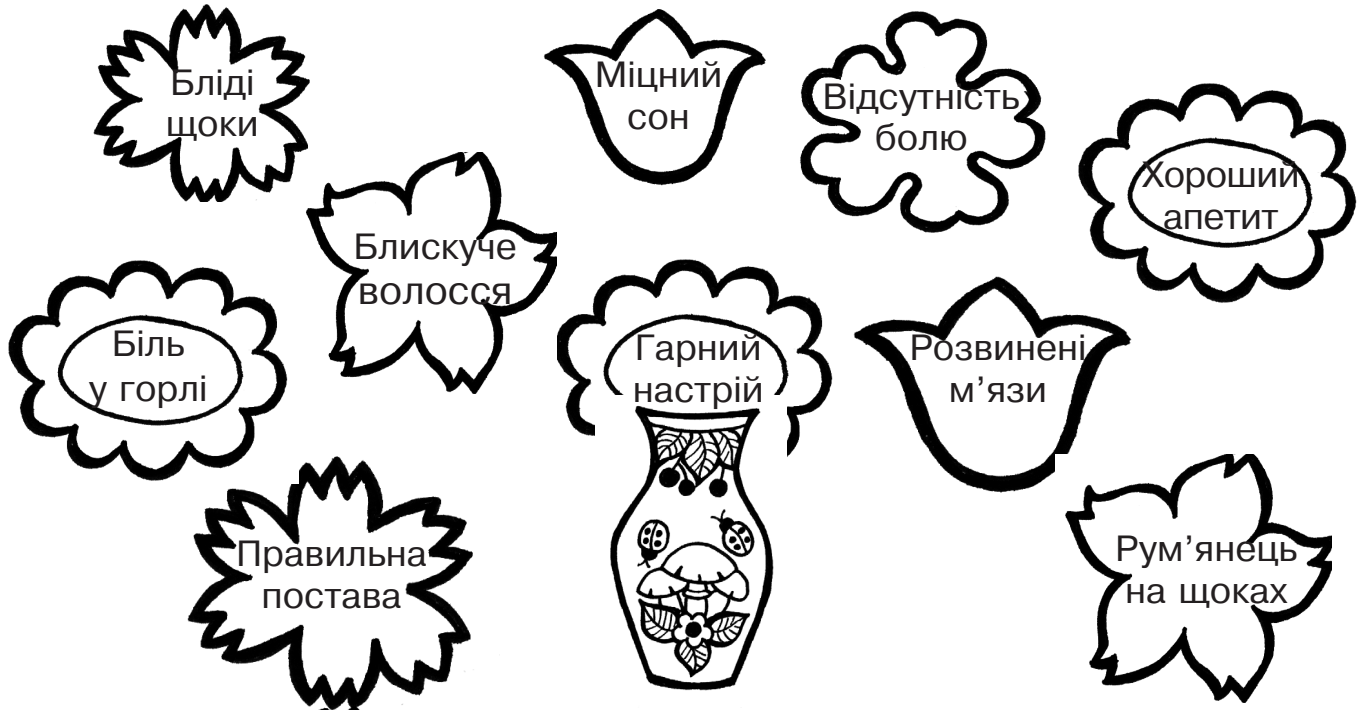 Бліді
щоки
Міцний
сон
Відсутність
болю
Хороший
апетит
Блискуче
волосся
Біль
у горлі
Гарний
настрій
Розвинені
м’язи
Правильна
постава
Рум’янець
на щоках